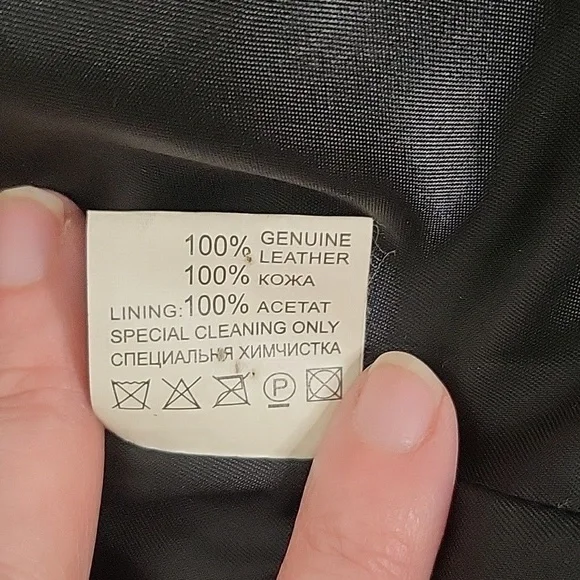 100% GENUINE LEATHER
100% КОЖА
LINING:100% ACETAT
SPECIAL CLEANING ONLY
СПЕЦИАЛЬНЯ ХИМЧИСТКА
P